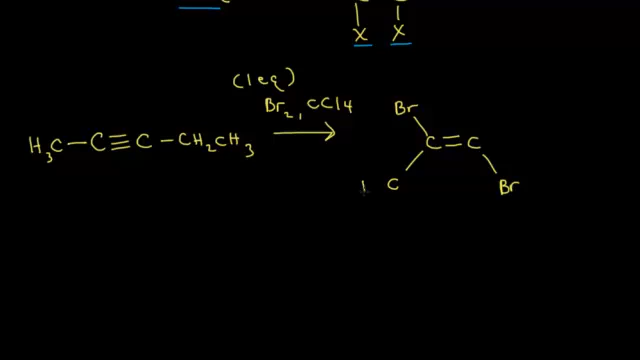 X X
(1eq)
Br2, CCl4
H3C-C≡C-CH2CH3
Br
C=C
C
Br